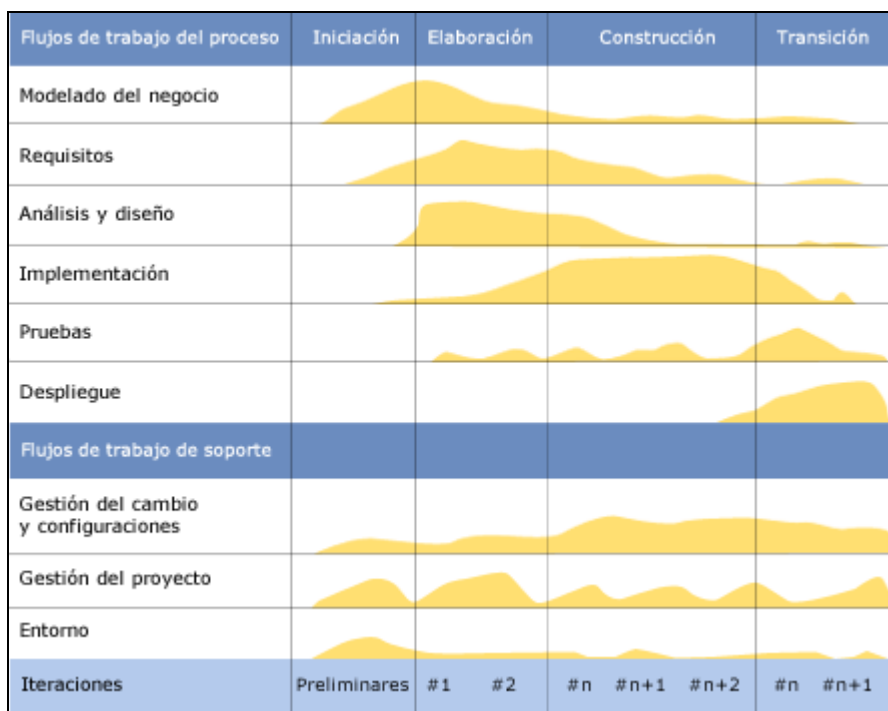 Flujos de trabajo del proceso Iniciación Elaboración Construcción Transición
Modelado del negocio
Requisitos
Análisis y diseño
Implementación
Pruebas
Despliegue
Flujos de trabajo de soporte
Gestión del cambio
y configuraciones
Gestión del proyecto
Entorno
Iteraciones Preliminares #1 #2 #n #n+1 #n+2 #n #n+1